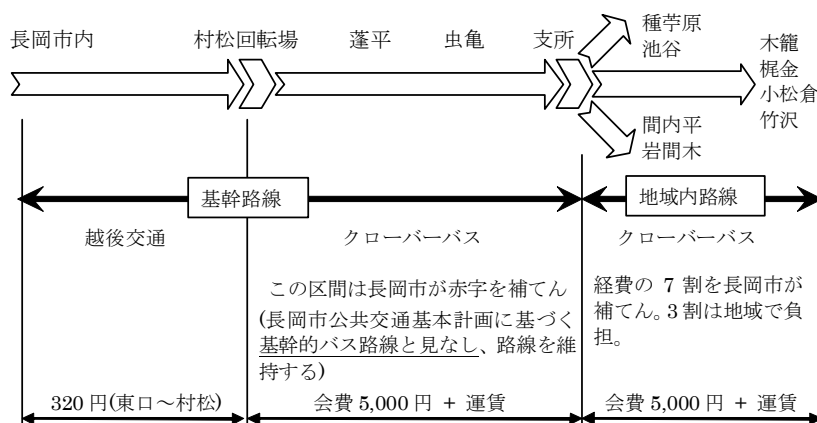 長岡市内
村松回転場
蓬平
虫亀
支所
種苧原
池谷
木籠
梶金
小松倉
竹沢
間内平
岩間木
基幹路線
地域内路線
越後交通
クローバーバス
クローバーバス
この区間は長岡市が赤字を補てん
(長岡市公共交通基本計画に基づく
基幹的バス路線と見なし、路線を維
持する)
経費の 7 割を長岡市が
補てん。3 割は地域で負
担。
320 円(東口～村松)
会費 5,000 円 + 運賃
会費 5,000 円 + 運賃